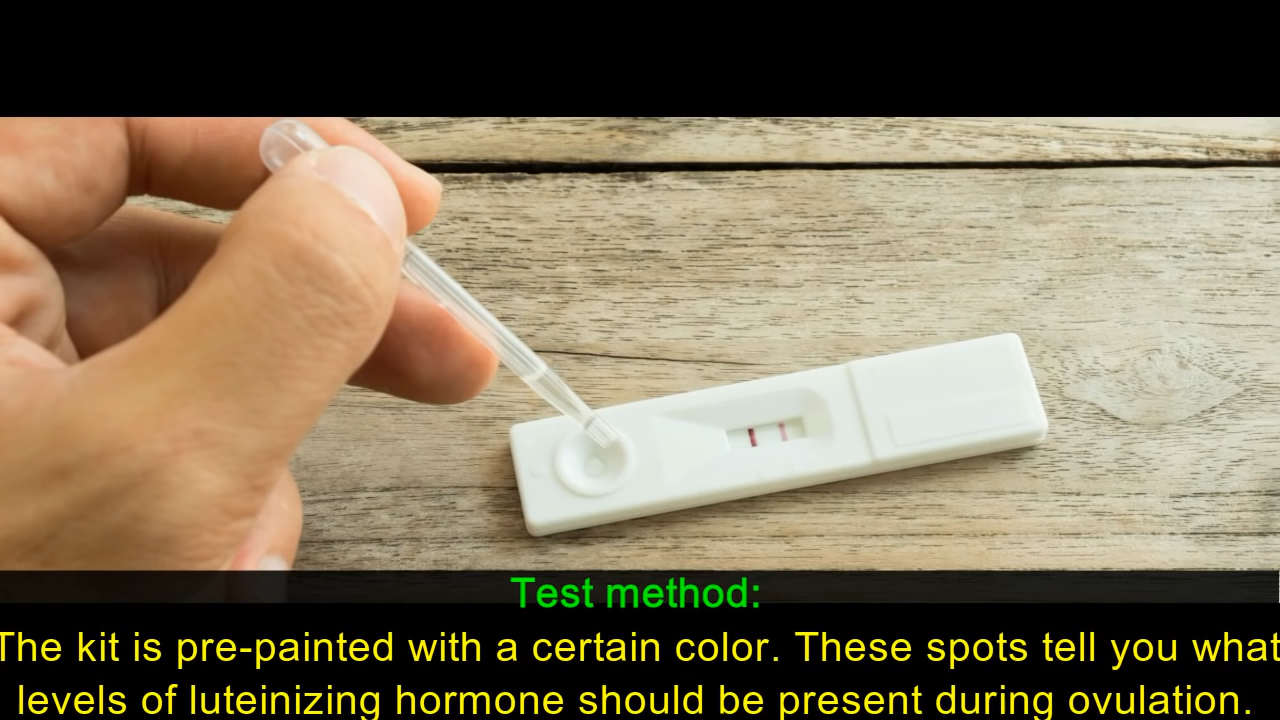 Test method:
The kit is pre-painted with a certain color. These spots tell you what
levels of luteinizing hormone should be present during ovulation.